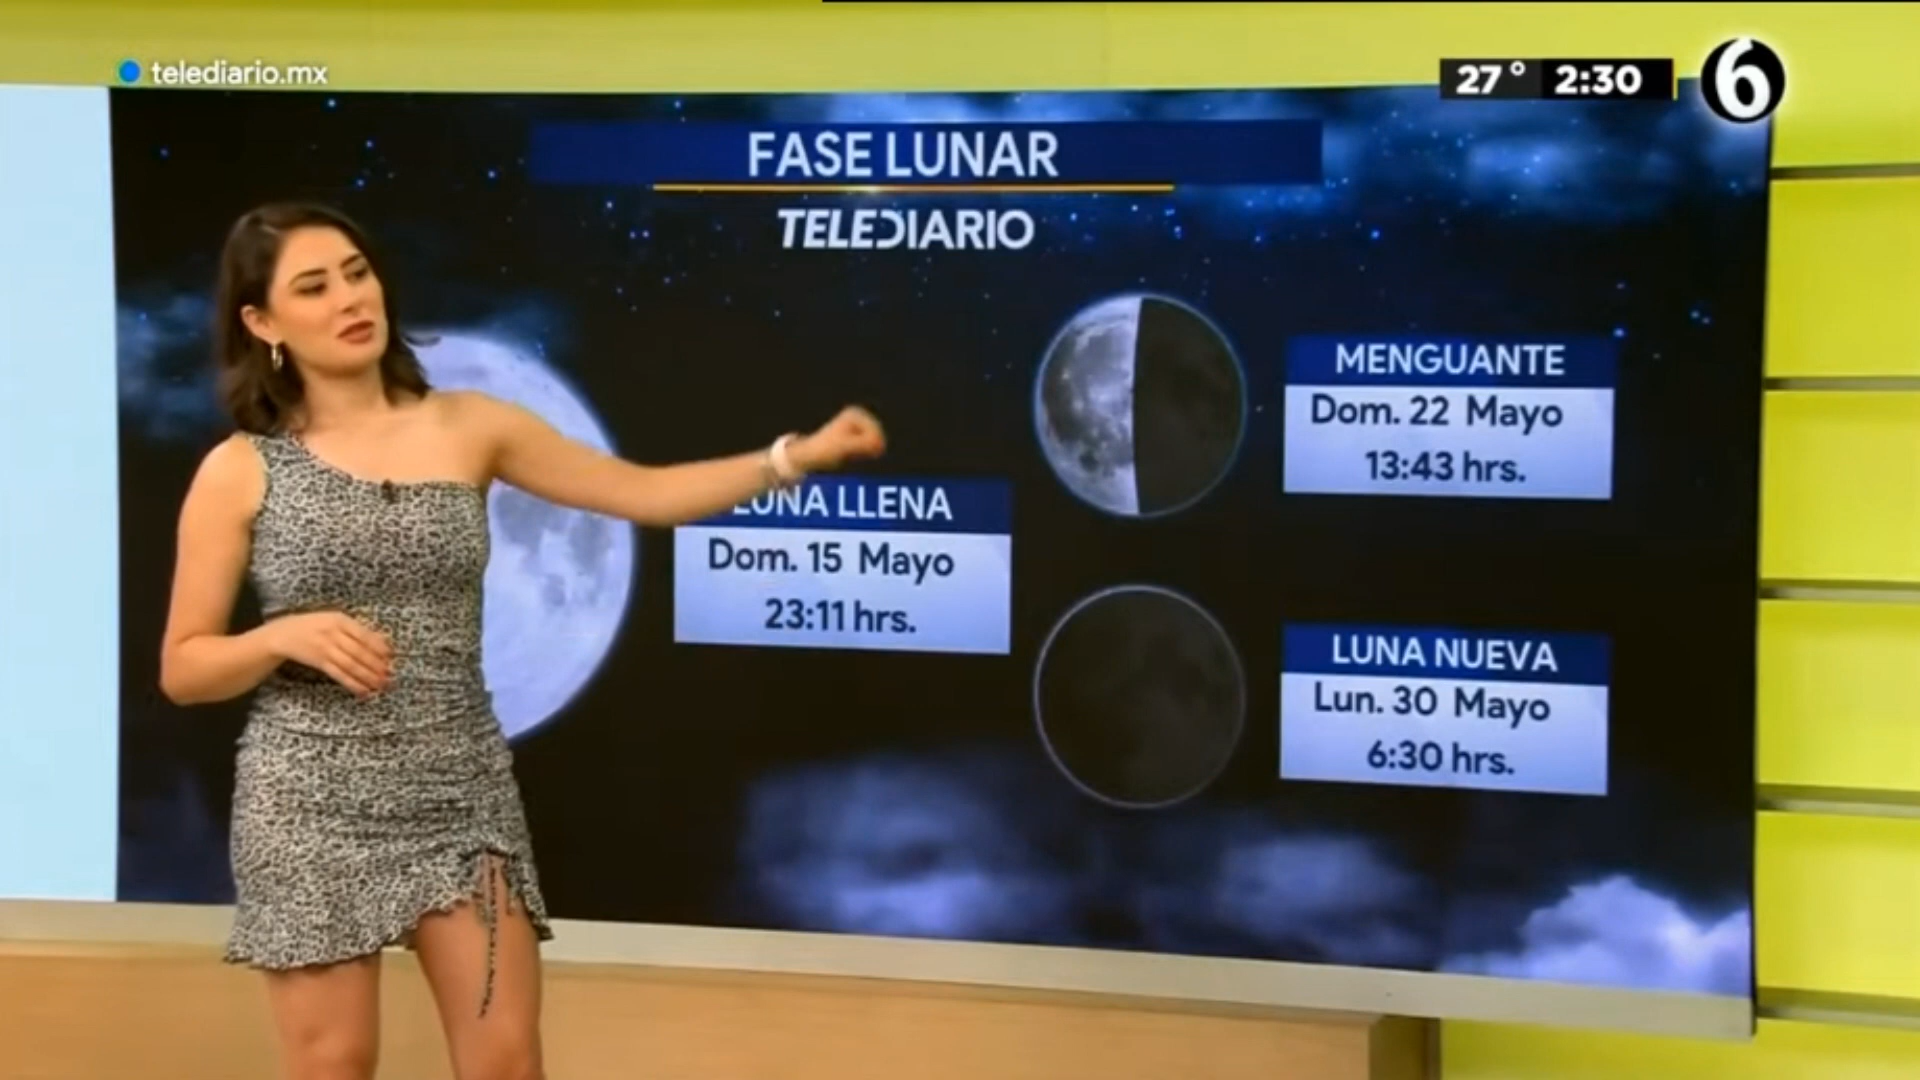 telediario.mx
27° 2:30
6
FASE LUNAR
TELEDIARIO
MENGUANTE
Dom. 22 Mayo
13:43 hrs.
LUNA LLENA
Dom. 15 Mayo
23:11 hrs.
LUNA NUEVA
Lun. 30 Mayo
6:30 hrs.